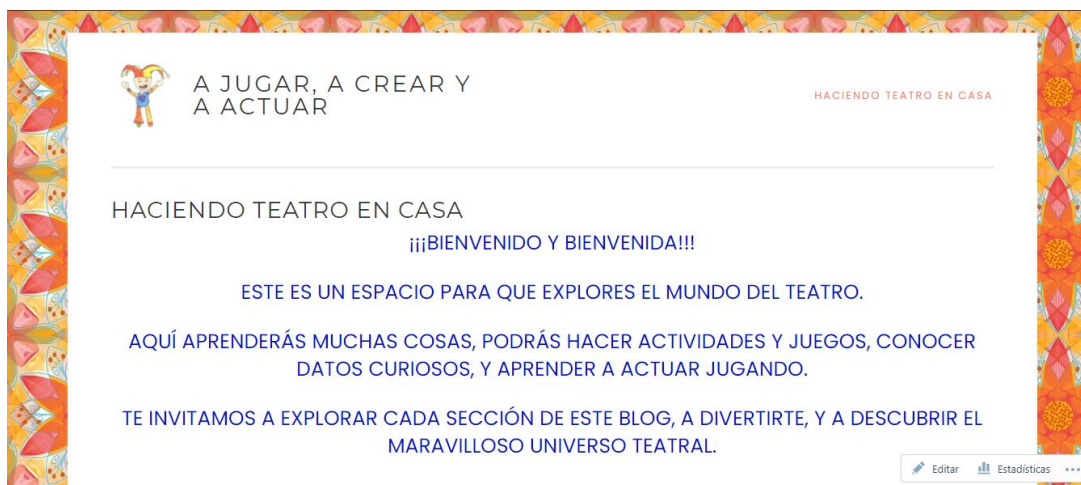 A JUGAR, A CREAR Y
A ACTUAR
HACIENDO TEATRO EN CASA
HACIENDO TEATRO EN CASA
¡¡¡BIENVENIDO Y BIENVENIDA!!!
ESTE ES UN ESPACIO PARA QUE EXPLORES EL MUNDO DEL TEATRO.
AQUÍ APRENDERÁS MUCHAS COSAS, PODRÁS HACER ACTIVIDADES Y JUEGOS, CONOCER
DATOS CURIOSOS, Y APRENDER A ACTUAR JUGANDO.
TE INVITAMOS A EXPLORAR CADA SECCIÓN DE ESTE BLOG, A DIVERTIRTE, Y A DESCUBRIR EL
MARAVILLOSO UNIVERSO TEATRAL.
Editar Estadísticas